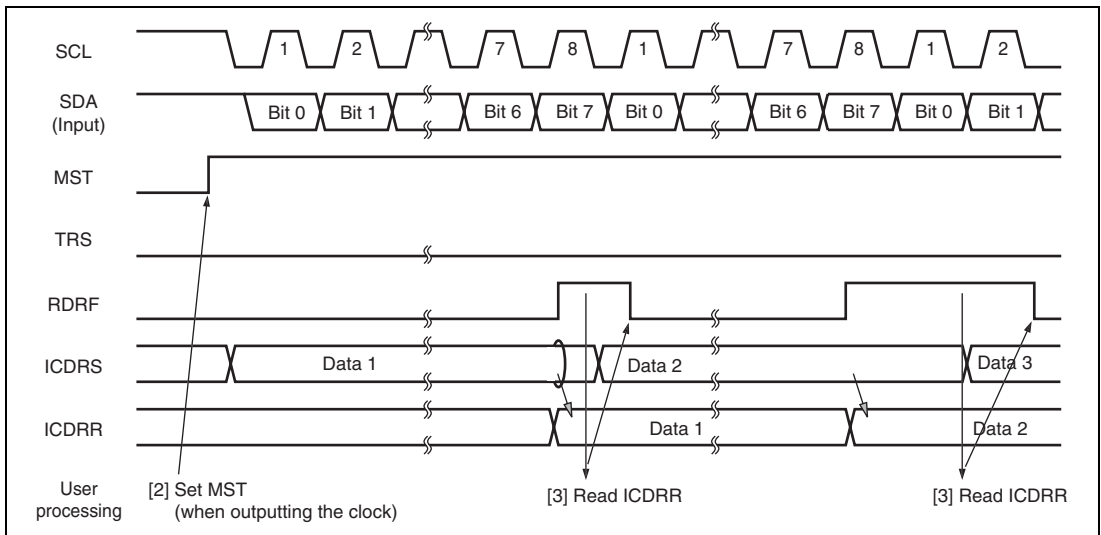 SCL 1 2 7 8 1 7 8 1 2
SDA
(Input)
Bit 0 Bit 1 Bit 6 Bit 7 Bit 0 Bit 6 Bit 7 Bit 0 Bit 1
MST
TRS
RDRF
ICDRS Data 1 Data 2 Data 3
ICDRR Data 1 Data 2
User
processing
[2] Set MST
(when outputting the clock)
[3] Read ICDRR
[3] Read ICDRR